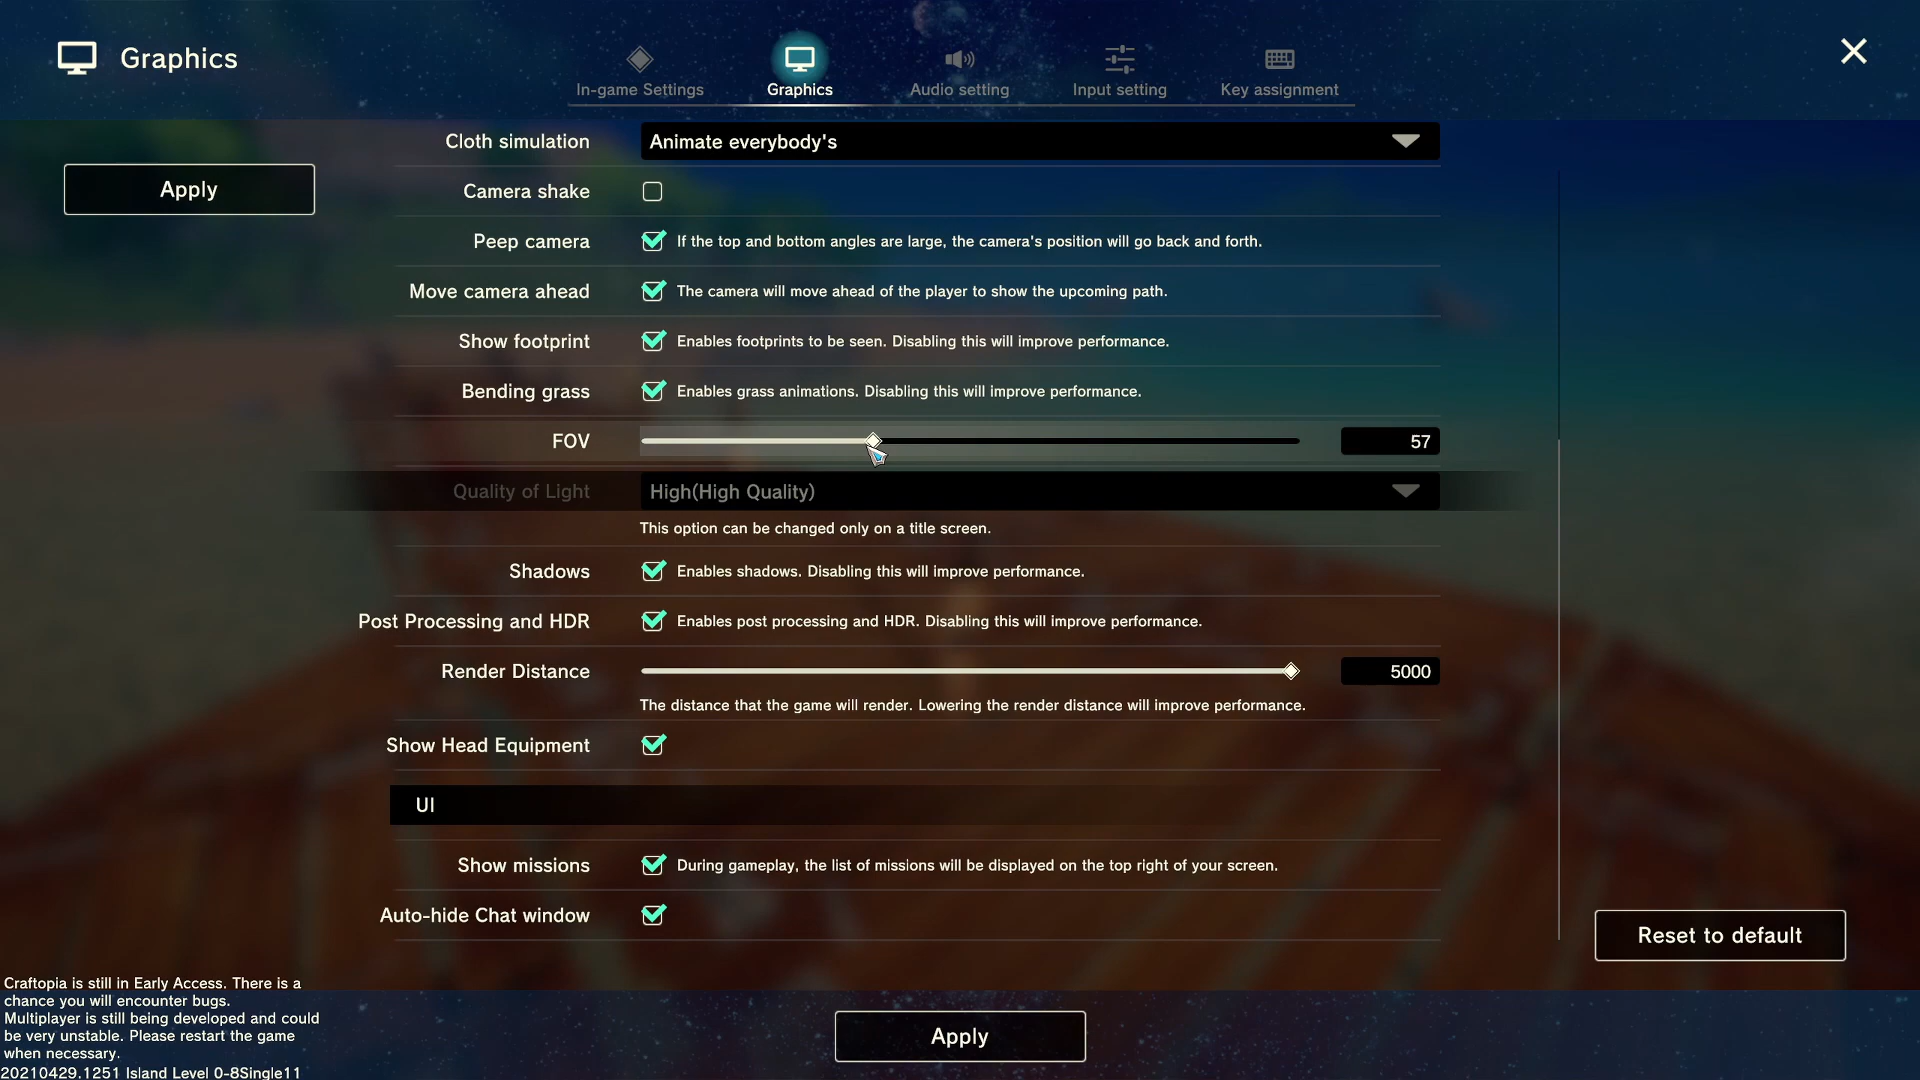 Graphics
In-game Settings
Graphics
Audio setting
Input setting
Key assignment
Apply
Cloth simulation
Animate everybody's
Camera shake
Peep camera
If the top and bottom angles are large, the camera's position will go back and forth.
Move camera ahead
The camera will move ahead of the player to show the upcoming path.
Show footprint
Enables footprints to be seen. Disabling this will improve performance.
Bending grass
Enables grass animations. Disabling this will improve performance.
FOV
57
Quality of Light
High(High Quality)
This option can be changed only on a title screen.
Shadows
Enables shadows. Disabling this will improve performance.
Post Processing and HDR
Enables post processing and HDR. Disabling this will improve performance.
Render Distance
5000
The distance that the game will render. Lowering the render distance will improve performance.
Show Head Equipment
UI
Show missions
During gameplay, the list of missions will be displayed on the top right of your screen.
Auto-hide Chat window
Reset to default
Craftopia is still in Early Access. There is a
chance you will encounter bugs.
Multiplayer is still being developed and could
be very unstable. Please restart the game
when necessary.
20210429.1251 Island Level 0-8Single11
Apply